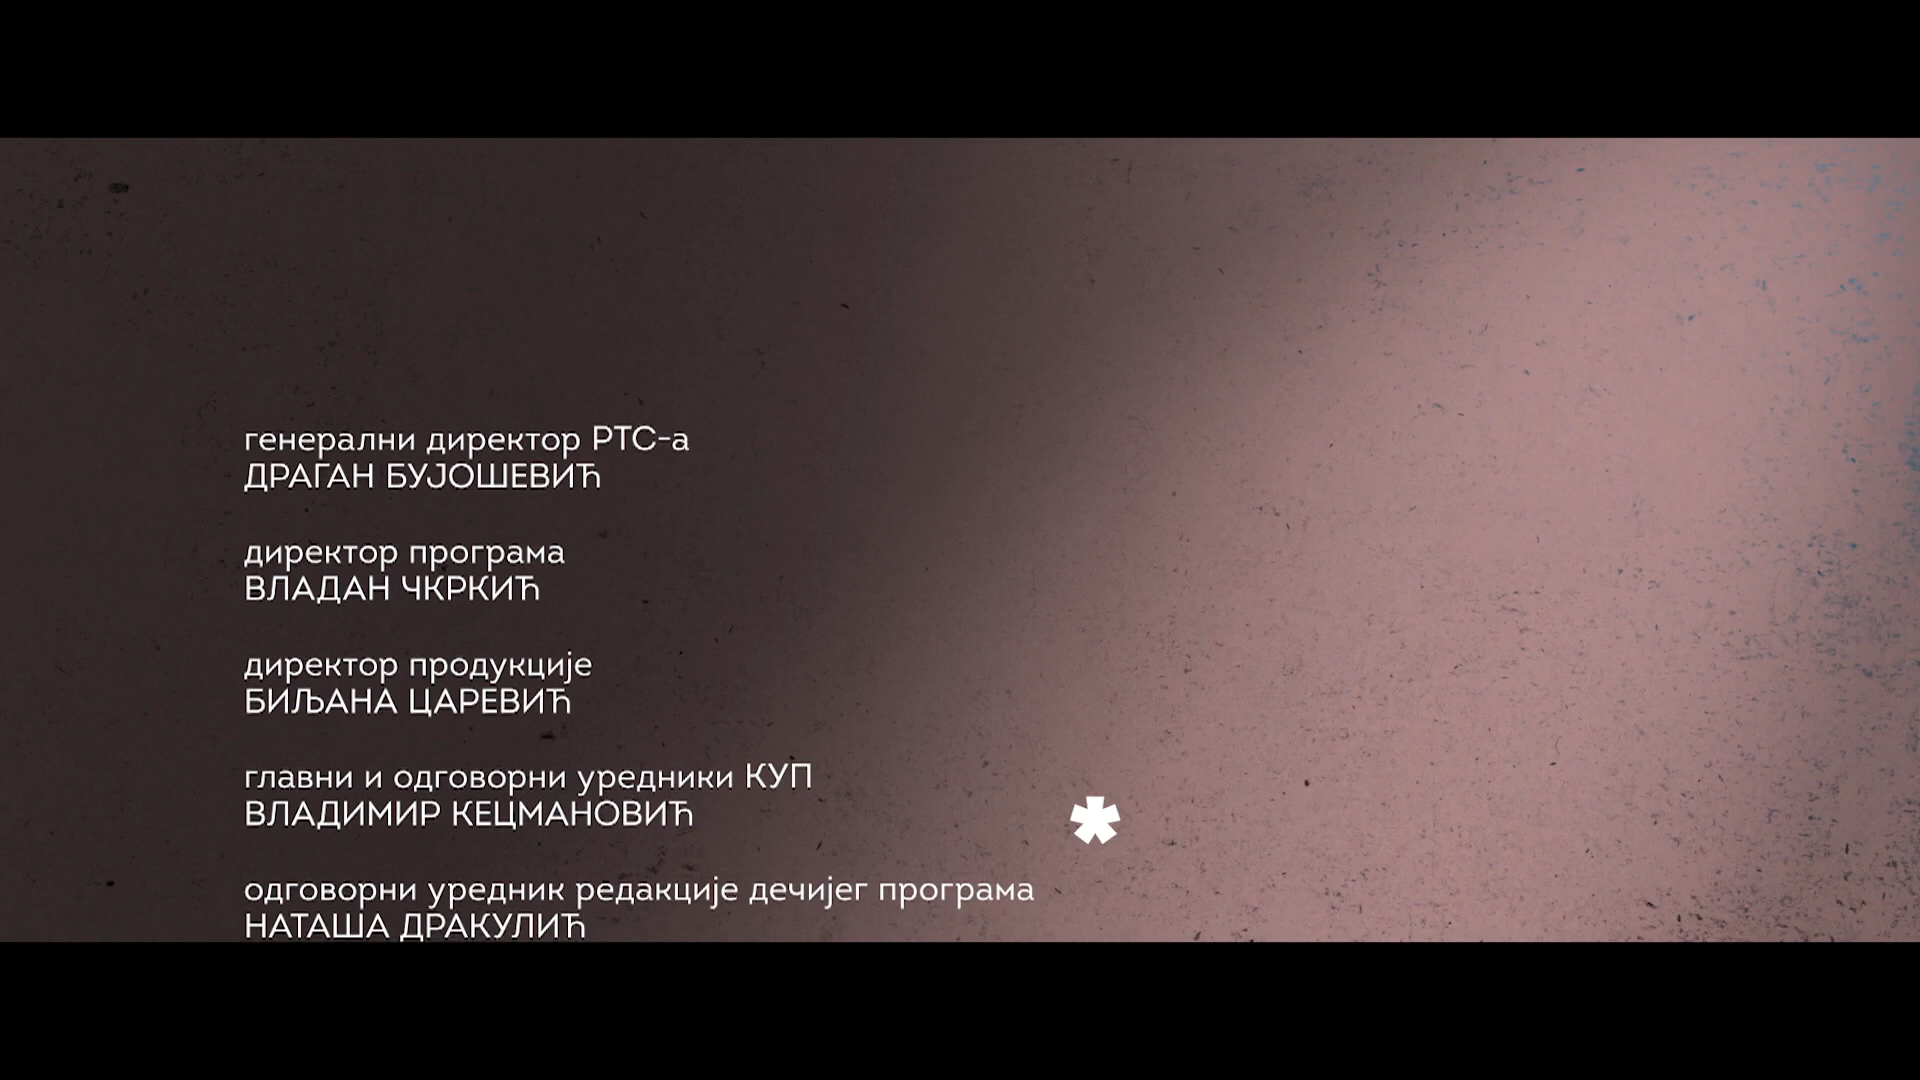 генерални директор РТС-а
ДРАГАН БУЈОШЕВИЋ
директор програма
ВЛАДАН ЧКРКИЋ
директор продукције
БИЉАНА ЦАРЕВИЋ
главни и одговорни уредники КУП
ВЛАДИМИР КЕЦМАНОВИЋ
одговорни уредник редакције дечијег програма
НАТАША ДРАКУЛИЋ